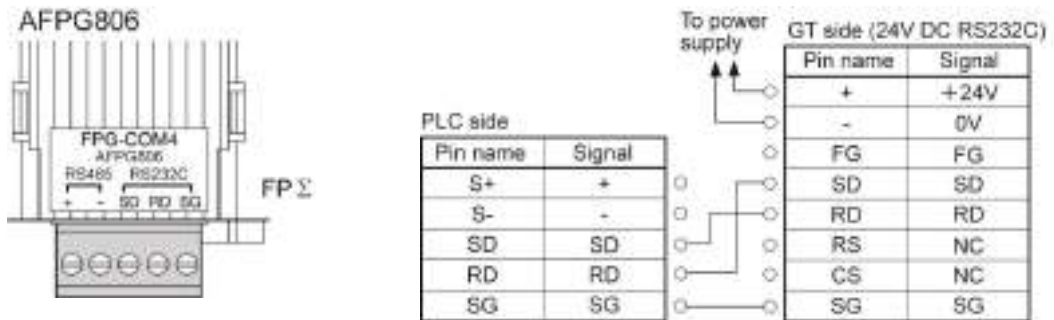 AFPG806
FPG-COM4
AFPG806
RS485 RS232C
+ - SD RD SG
FP Σ
To power
supply
GT side (24V DC RS232C)
Pin name Signal
+ +24V
- 0V
FG FG
SD SD
RD RD
RS NC
CS NC
SG SG
PLC side
Pin name Signal
S+ +
S- -
SD SD
RD RD
SG SG